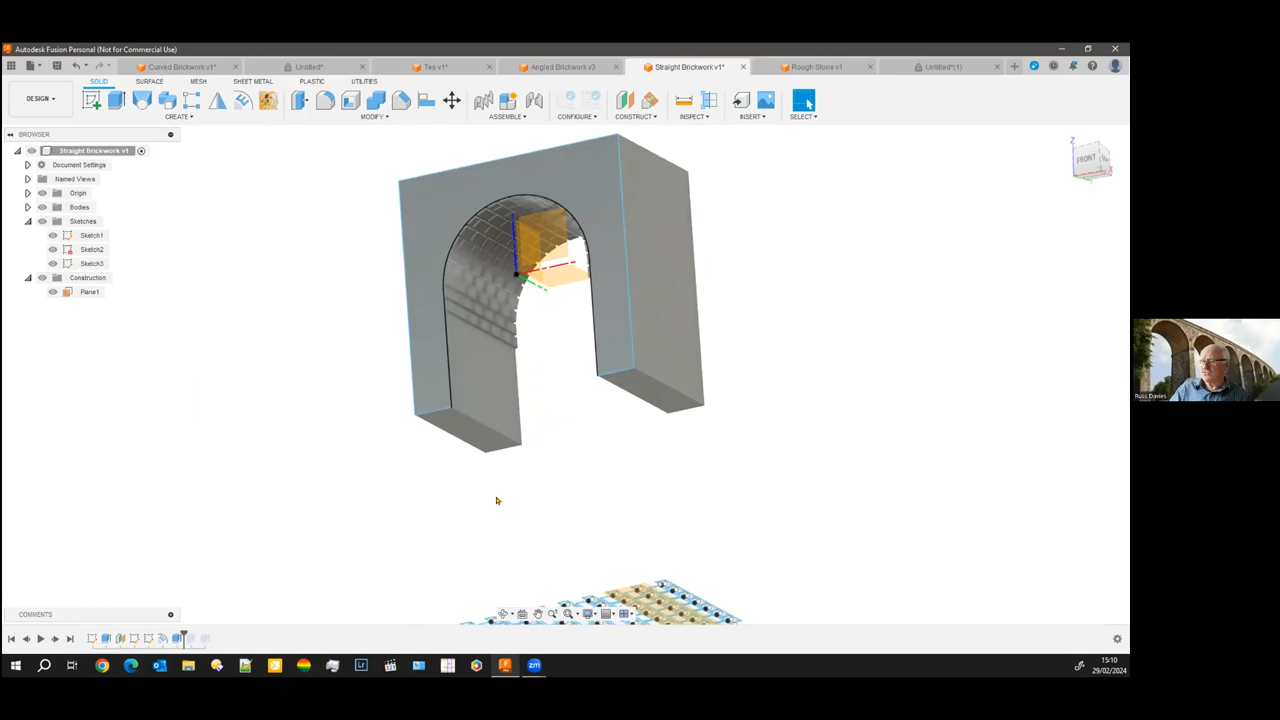 Autodesk Fusion Personal (Not for Commercial Use)
Curved Brickwork v1*
Untitled*
Tes v1*
Angled Brickwork v3
Straight Brickwork v1*
Rough Stone v1
Untitled*(1)
SOLID
SURFACE
MESH
SHEET METAL
PLASTIC
UTILITIES
DESIGN
CREATE
MODIFY
ASSEMBLE
CONFIGURE
CONSTRUCT
INSPECT
INSERT
SELECT
BROWSER
Straight Brickwork v1
Document Settings
Named Views
Origin
Bodies
Sketches
Sketch1
Sketch2
Sketch3
Construction
Plane1
Z
FRONT
X
Russ Davies
COMMENTS
15:10
29/02/2024